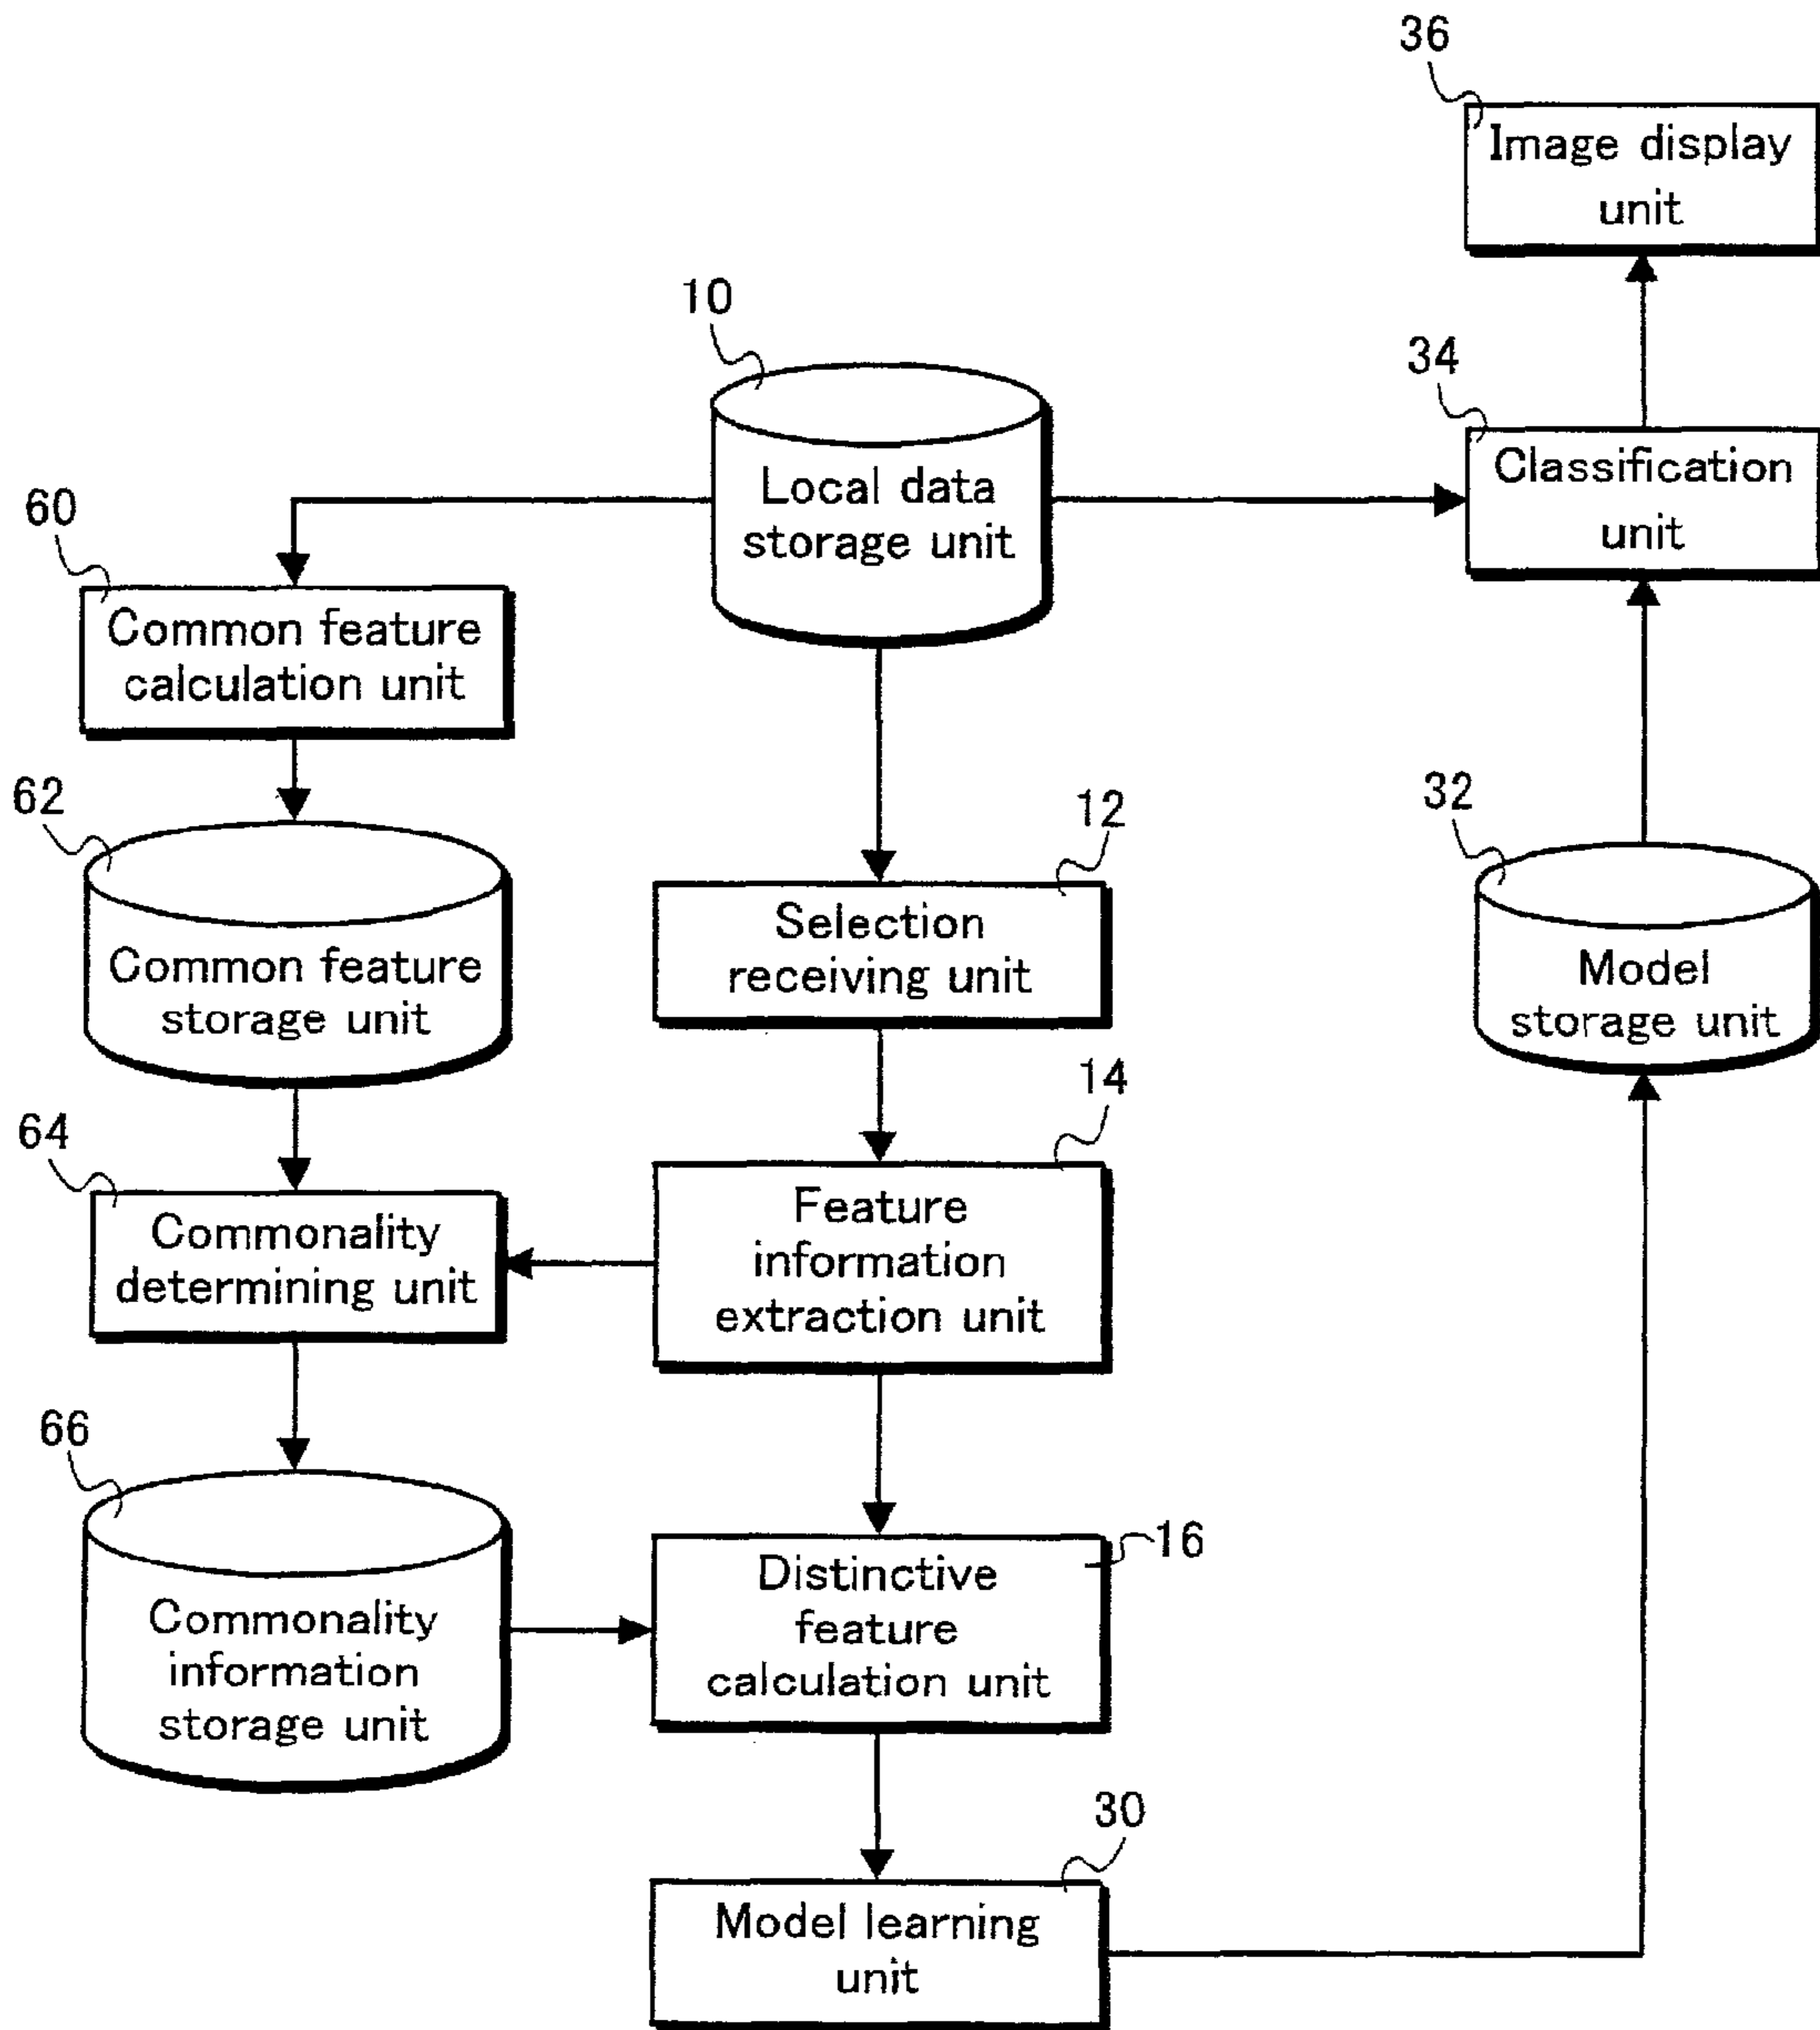 36
Image display
unit
10
34
Local data
storage unit
Classification
unit
60
Common feature
calculation unit
62
12
32
Common feature
storage unit
Selection
receiving unit
Model
storage unit
64
14
Commonality
determining unit
Feature
information
extraction unit
66
16
Commonality
information
storage unit
Distinctive
feature
calculation unit
30
Model learning
unit